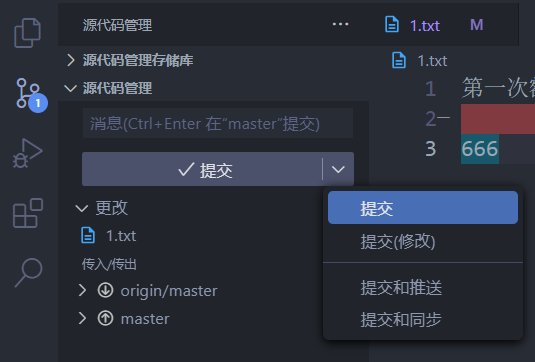 源代码管理 ···
1.txt M
源代码管理存储库
1.txt
源代码管理
1 第一次
消息(Ctrl+Enter 在“master”提交)
2
提交
3 666
1
更改
1.txt
传入/传出
origin/master
master
提交
提交(修改)
提交和推送
提交和同步